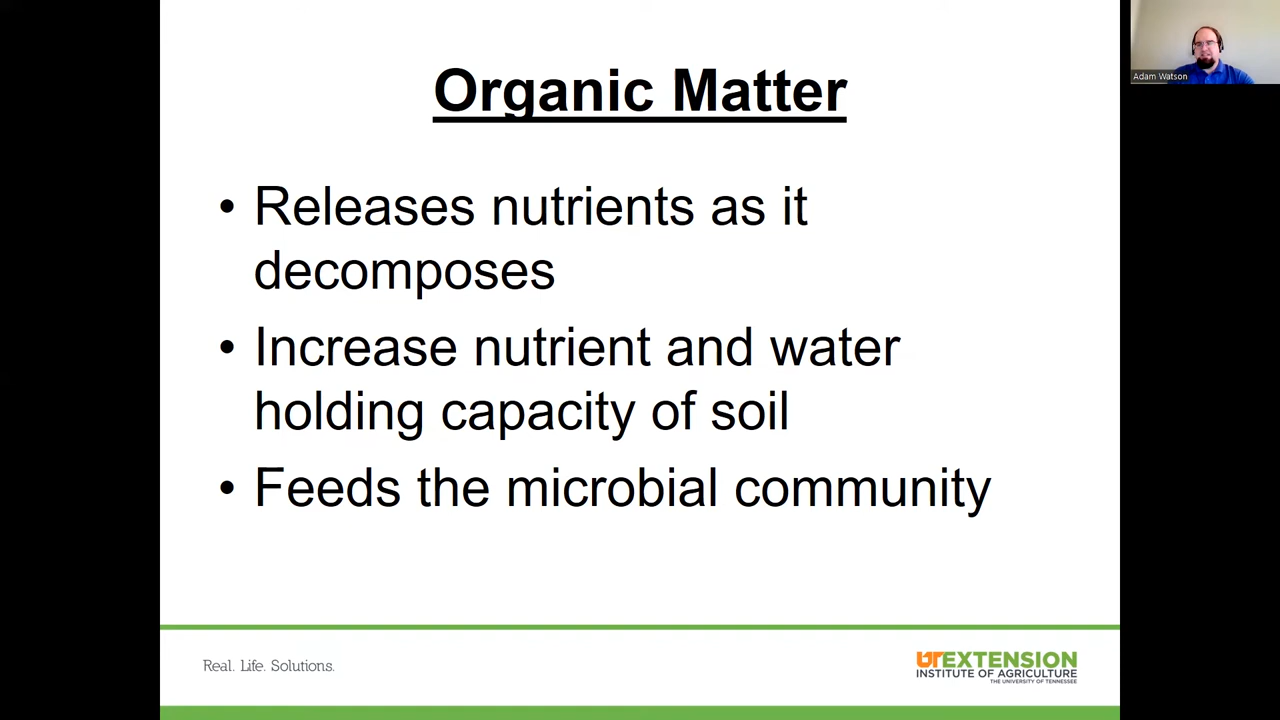 Organic Matter
• Releases nutrients as it
decomposes
• Increase nutrient and water
holding capacity of soil
• Feeds the microbial community
Real. Life. Solutions.
UTEXTENSION
INSTITUTE OF AGRICULTURE
THE UNIVERSITY OF TENNESSEE
Adam Watson